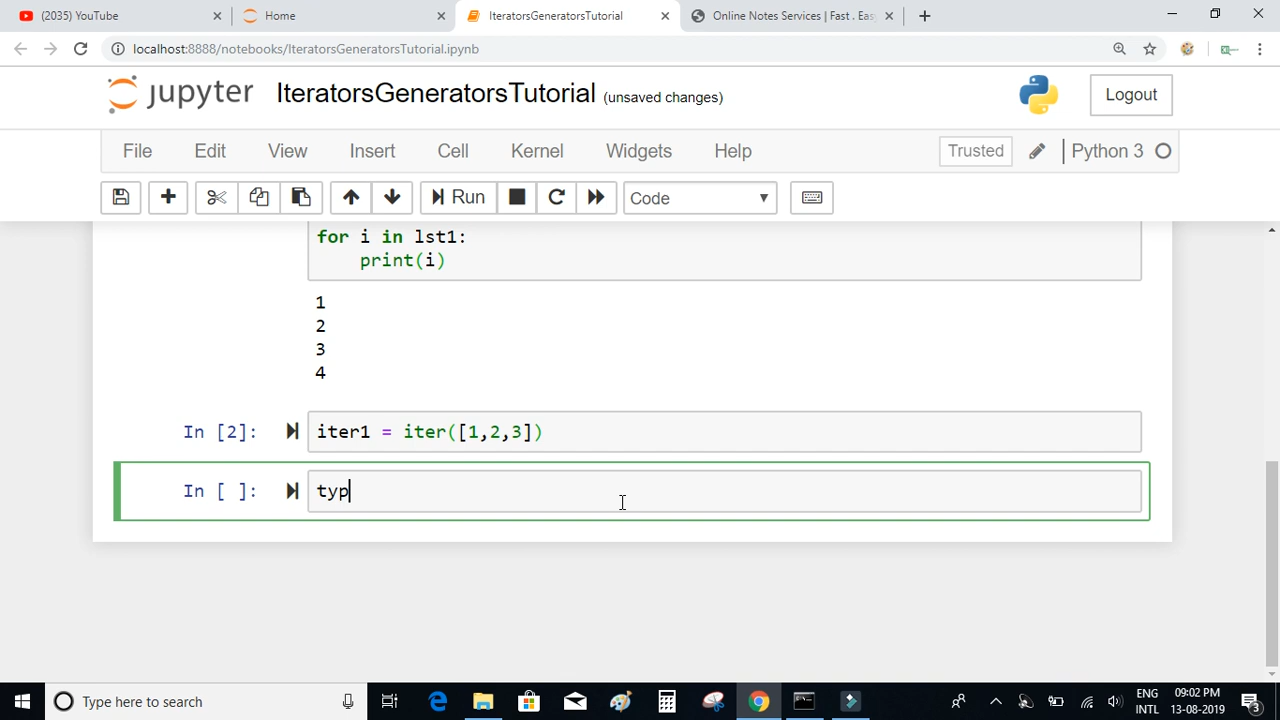 (2035) YouTube
Home
IteratorsGeneratorsTutorial
Online Notes Services | Fast . Eas
localhost:8888/notebooks/IteratorsGeneratorsTutorial.ipynb
jupyter IteratorsGeneratorsTutorial (unsaved changes)
Logout
File Edit View Insert Cell Kernel Widgets Help
Trusted
Python 3
Run
Code
for i in lst1:
    print(i)
1
2
3
4
In [2]: iter1 = iter([1,2,3])
In [ ]: typ
Type here to search
ENG 09:02 PM
INTL 13-08-2019
3